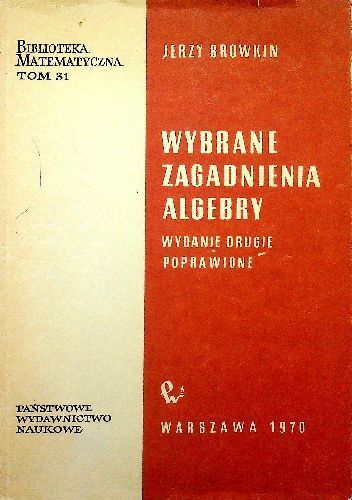 BIBLIOTEKA
MATEMATYCZNA
TOM 31
JERZY BROWKIN
WYBRANE
ZAGADNIENIA
ALGEBRY
WYDANIE DRUGIE
POPRAWIONE
PAŃSTWOWE
WYDAWNICTWO
NAUKOWE
WARSZAWA 1970